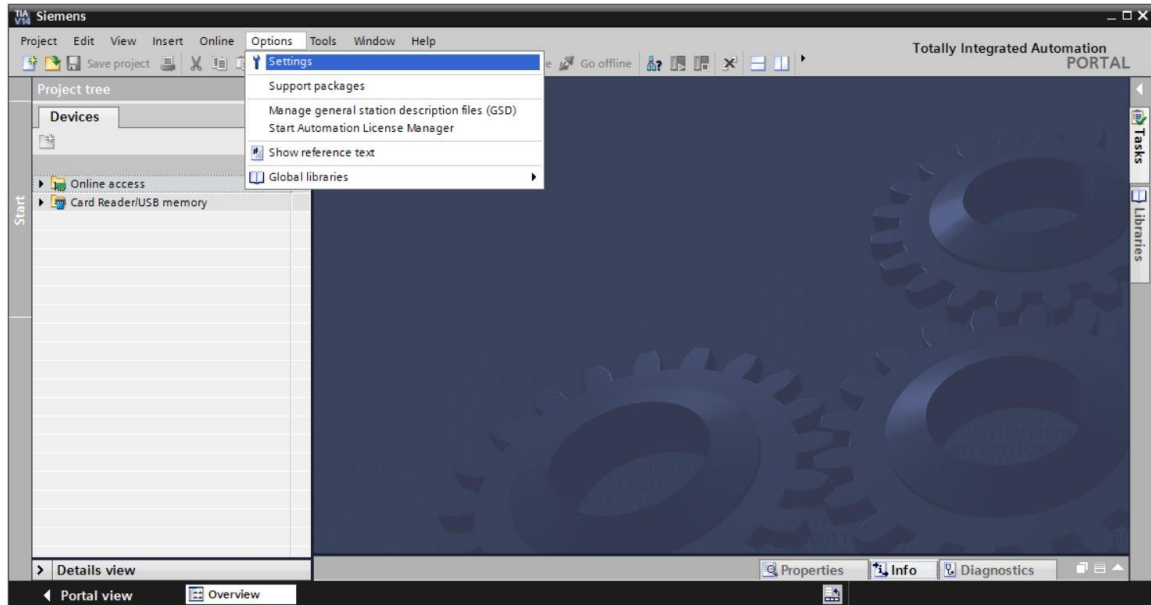 TIA V14 Siemens
Project Edit View Insert Online Options Tools Window Help
Totally Integrated Automation
PORTAL
Save project
Go offline
Settings
Support packages
Manage general station description files (GSD)
Start Automation License Manager
Show reference text
Global libraries
Project tree
Devices
Online access
Card Reader/USB memory
Start
Tasks
Libraries
Details view
Properties Info Diagnostics
Portal view Overview